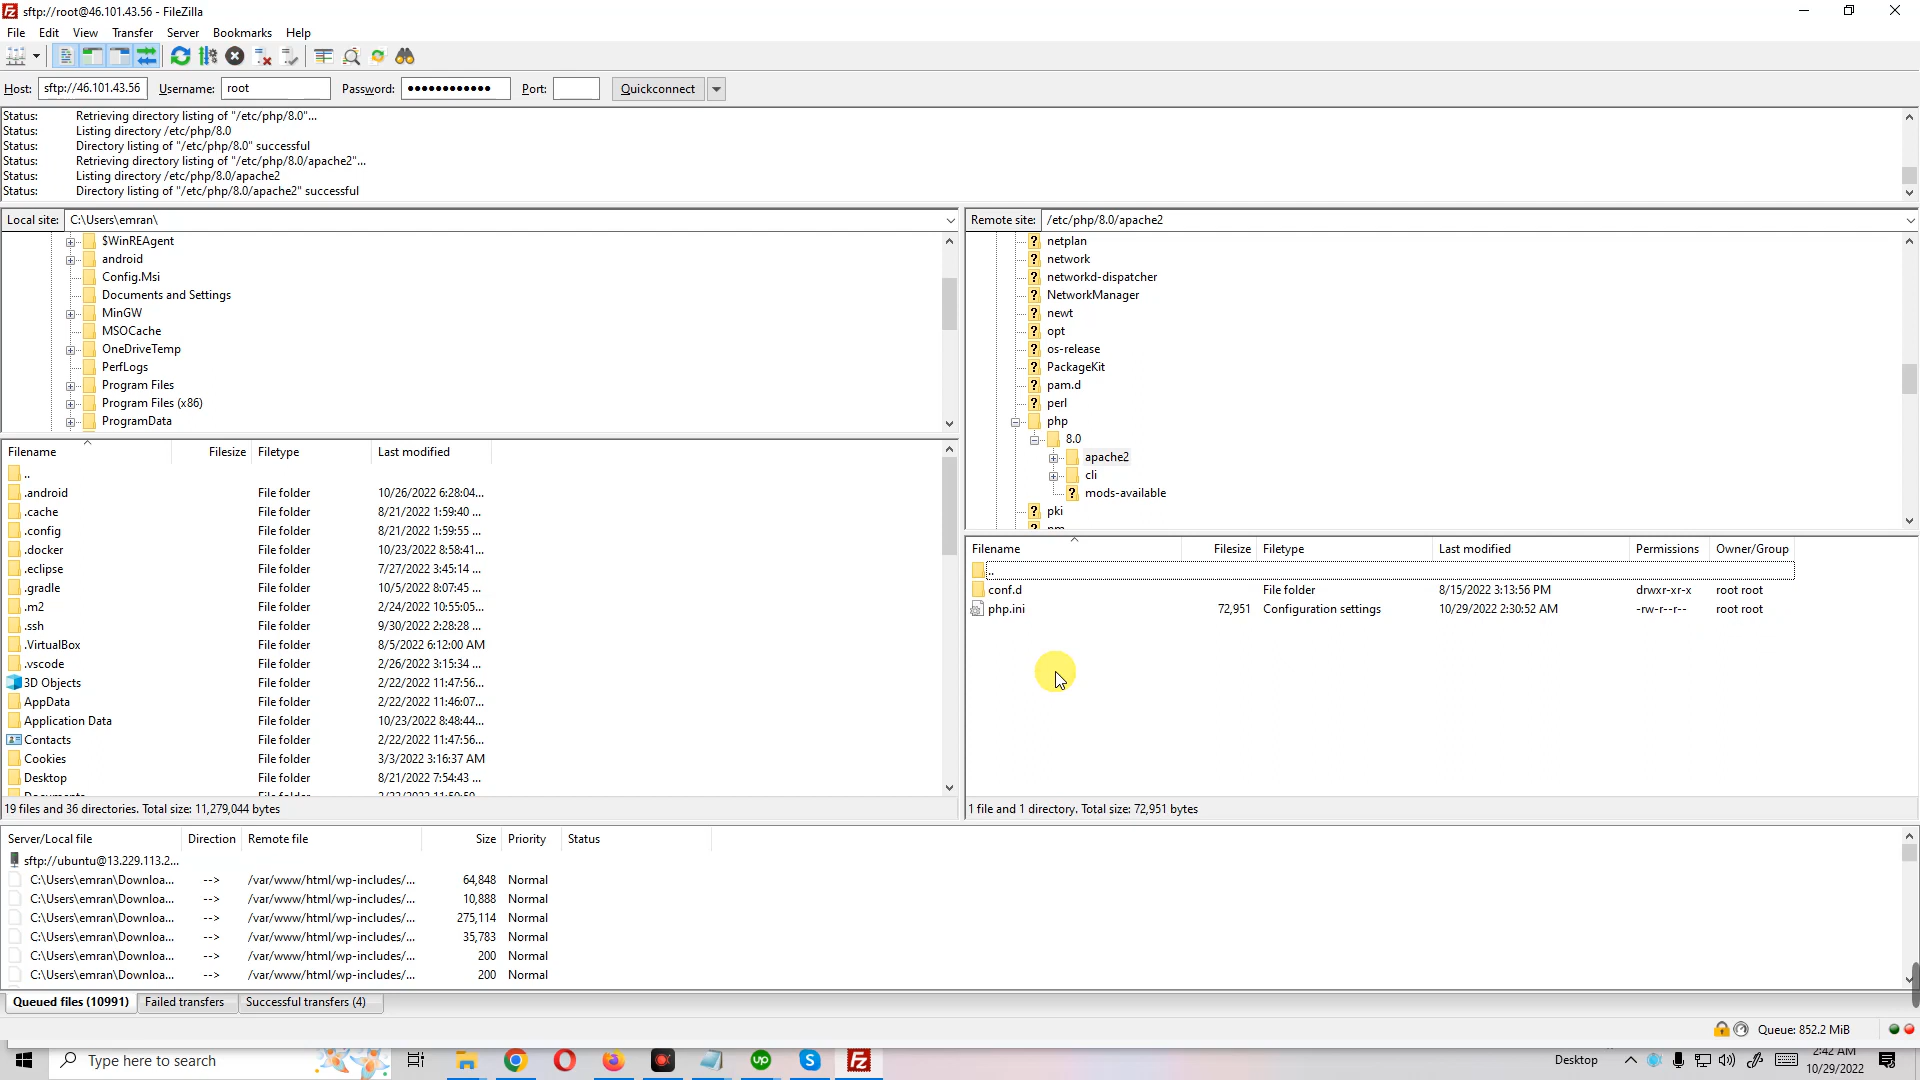 sftp://root@46.101.43.56 - FileZilla
File Edit View Transfer Server Bookmarks Help
Host: sftp://46.101.43.56 Username: root Password: ●●●●●●●●●●●● Port: Quickconnect
Status: Retrieving directory listing of "/etc/php/8.0"...
Status: Listing directory /etc/php/8.0
Status: Directory listing of "/etc/php/8.0" successful
Status: Retrieving directory listing of "/etc/php/8.0/apache2"...
Status: Listing directory /etc/php/8.0/apache2
Status: Directory listing of "/etc/php/8.0/apache2" successful
Local site: C:\Users\emran\
$WinREAgent
android
Config.Msi
Documents and Settings
MinGW
MSOCache
OneDriveTemp
PerfLogs
Program Files
Program Files (x86)
ProgramData
Filename Filesize Filetype Last modified
..
.android File folder 10/26/2022 6:28:04...
.cache File folder 8/21/2022 1:59:40 ...
.config File folder 8/21/2022 1:59:55 ...
.docker File folder 10/23/2022 8:58:41...
.eclipse File folder 7/27/2022 3:45:14 ...
.gradle File folder 10/5/2022 8:07:45 ...
.m2 File folder 2/24/2022 10:55:05...
.ssh File folder 9/30/2022 2:28:28 ...
.VirtualBox File folder 8/5/2022 6:12:00 AM
.vscode File folder 2/26/2022 3:15:34 ...
3D Objects File folder 2/22/2022 11:47:56...
AppData File folder 2/22/2022 11:46:07...
Application Data File folder 10/23/2022 8:48:44...
Contacts File folder 2/22/2022 11:47:56...
Cookies File folder 3/3/2022 3:16:37 AM
Desktop File folder 8/21/2022 7:54:43 ...
19 files and 36 directories. Total size: 11,279,044 bytes
Remote site: /etc/php/8.0/apache2
netplan
network
networkd-dispatcher
NetworkManager
newt
opt
os-release
PackageKit
pam.d
perl
php
8.0
apache2
cli
mods-available
pki
Filename Filesize Filetype Last modified Permissions Owner/Group
..
conf.d File folder 8/15/2022 3:13:56 PM drwxr-xr-x root root
php.ini 72,951 Configuration settings 10/29/2022 2:30:52 AM -rw-r--r-- root root
1 file and 1 directory. Total size: 72,951 bytes
Server/Local file Direction Remote file Size Priority Status
sftp://ubuntu@13.229.113.2...
C:\Users\emran\Downloa... --> /var/www/html/wp-includes/... 64,848 Normal
C:\Users\emran\Downloa... --> /var/www/html/wp-includes/... 10,888 Normal
C:\Users\emran\Downloa... --> /var/www/html/wp-includes/... 275,114 Normal
C:\Users\emran\Downloa... --> /var/www/html/wp-includes/... 35,783 Normal
C:\Users\emran\Downloa... --> /var/www/html/wp-includes/... 200 Normal
C:\Users\emran\Downloa... --> /var/www/html/wp-includes/... 200 Normal
Queued files (10991) Failed transfers Successful transfers (4)
Queue: 852.2 MiB
Type here to search
Desktop
2:42 AM
10/29/2022